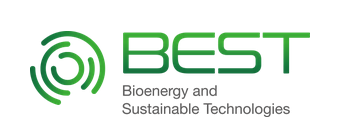 BEST
Bioenergy and
Sustainable Technologies